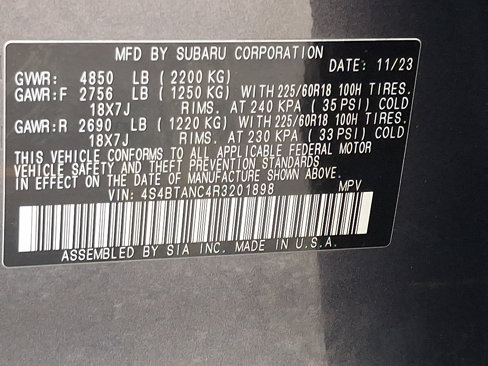 MFD BY SUBARU CORPORATION
DATE: 11/23
GVWR: 4850 LB (2200 KG)
GAWR:F 2756 LB (1250 KG) WITH 225/60R18 100H TIRES.
18X7J RIMS. AT 240 KPA (35 PSI) COLD
GAWR:R 2690 LB (1220 KG) WITH 225/60R18 100H TIRES.
18X7J RIMS. AT 230 KPA (33 PSI) COLD
THIS VEHICLE CONFORMS TO ALL APPLICABLE FEDERAL MOTOR
VEHICLE SAFETY AND THEFT PREVENTION STANDARDS
IN EFFECT ON THE DATE OF MANUFACTURE SHOWN ABOVE.
VIN: 4S4BTANC4R3201898 MPV
ASSEMBLED BY SIA INC. MADE IN U.S.A.